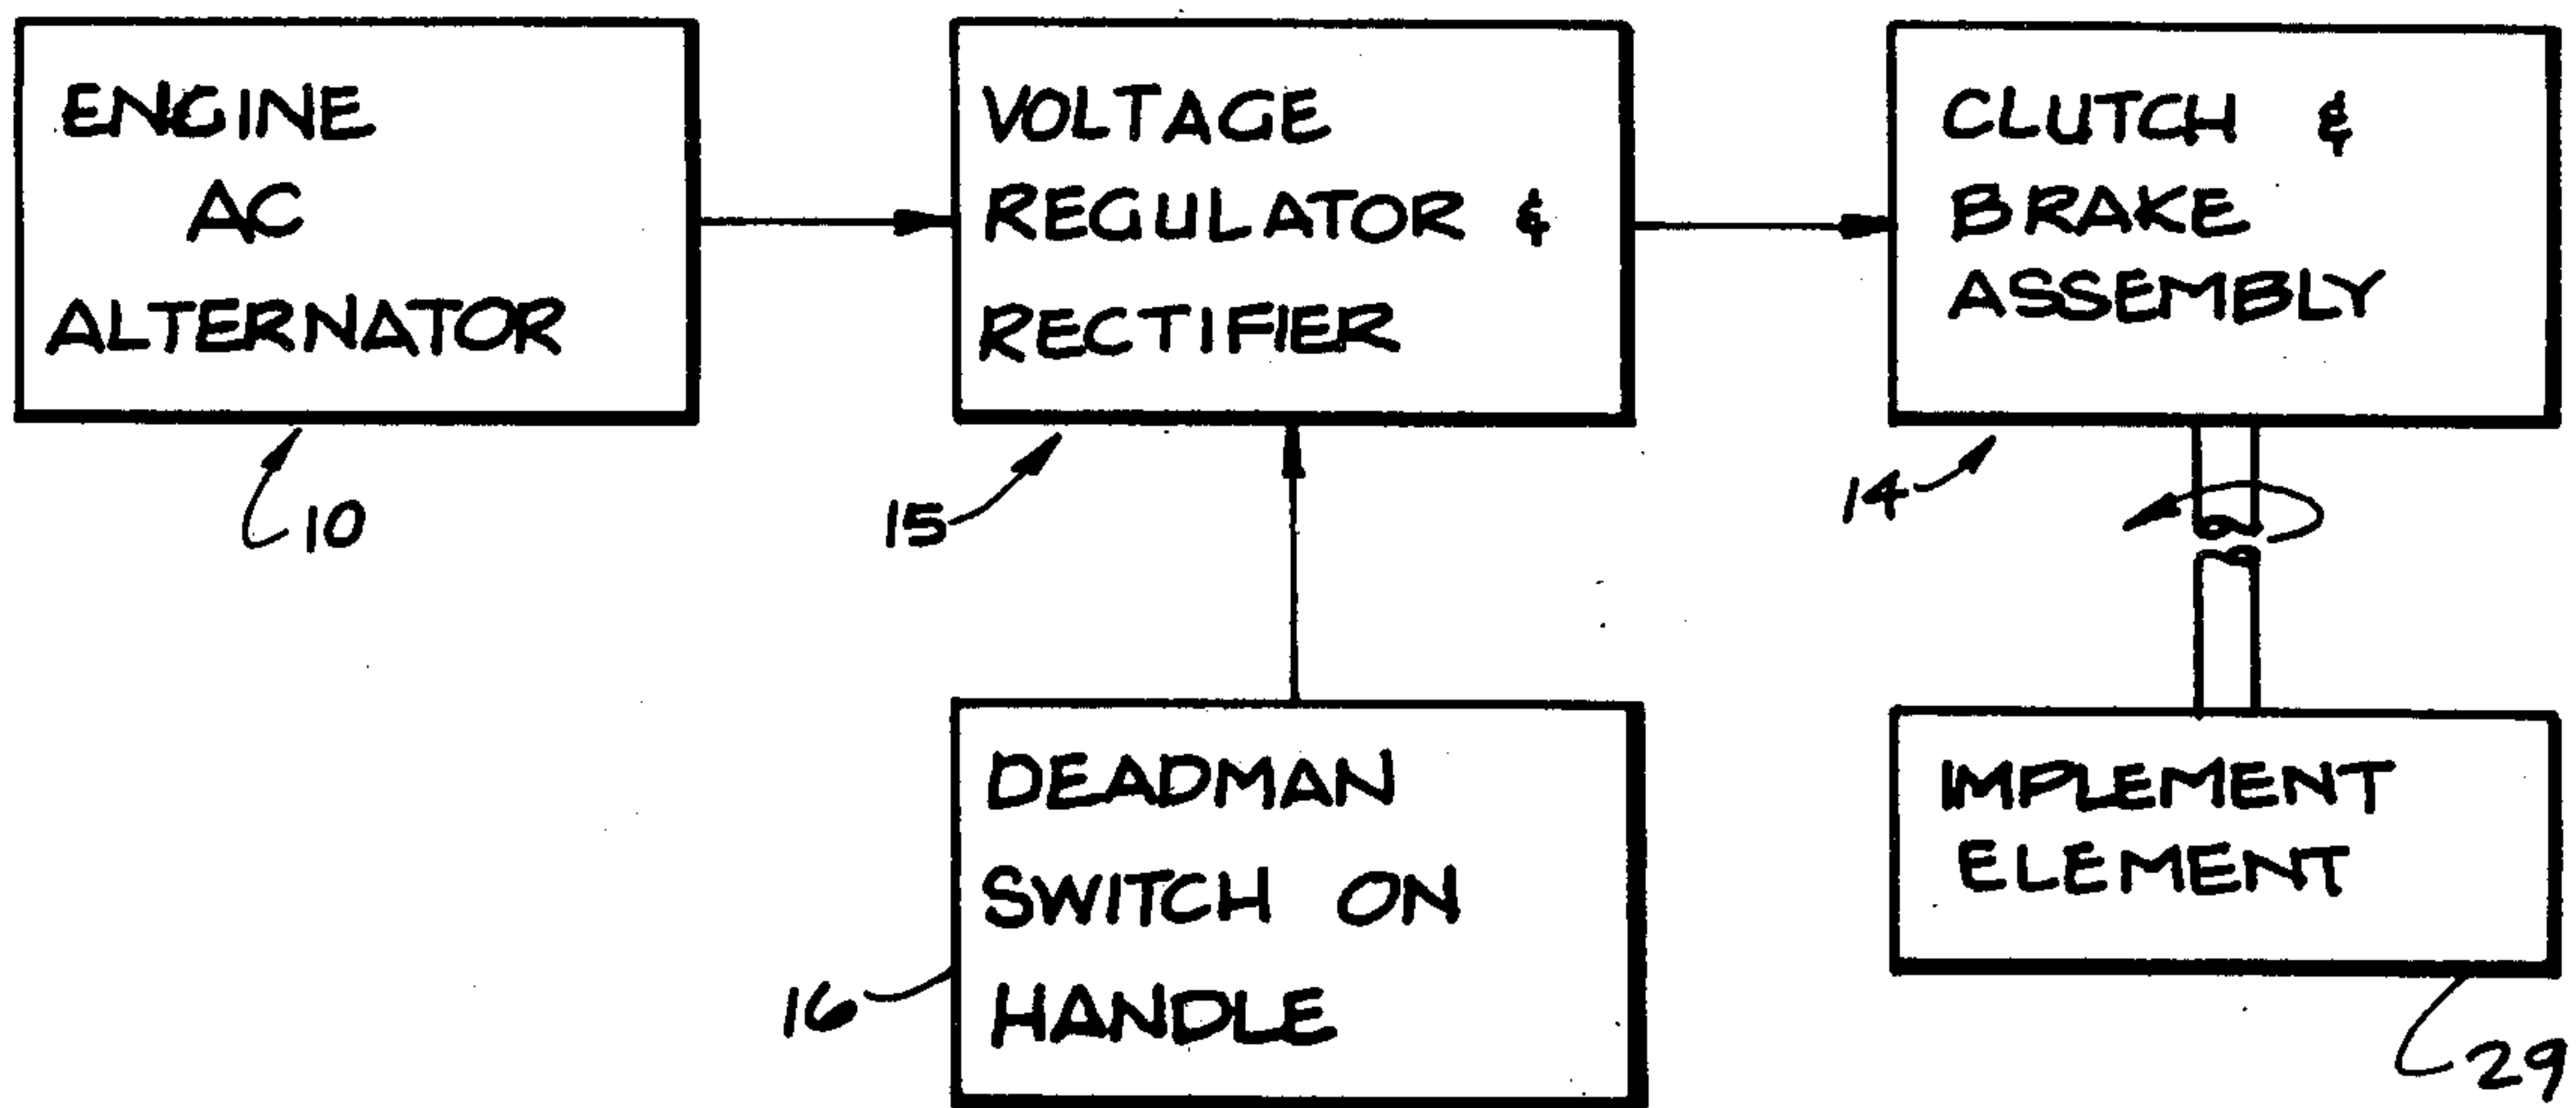 ENGINE
AC
ALTERNATOR
10
VOLTAGE
REGULATOR &
RECTIFIER
15
CLUTCH &
BRAKE
ASSEMBLY
14
DEADMAN
SWITCH ON
HANDLE
16
IMPLEMENT
ELEMENT
29